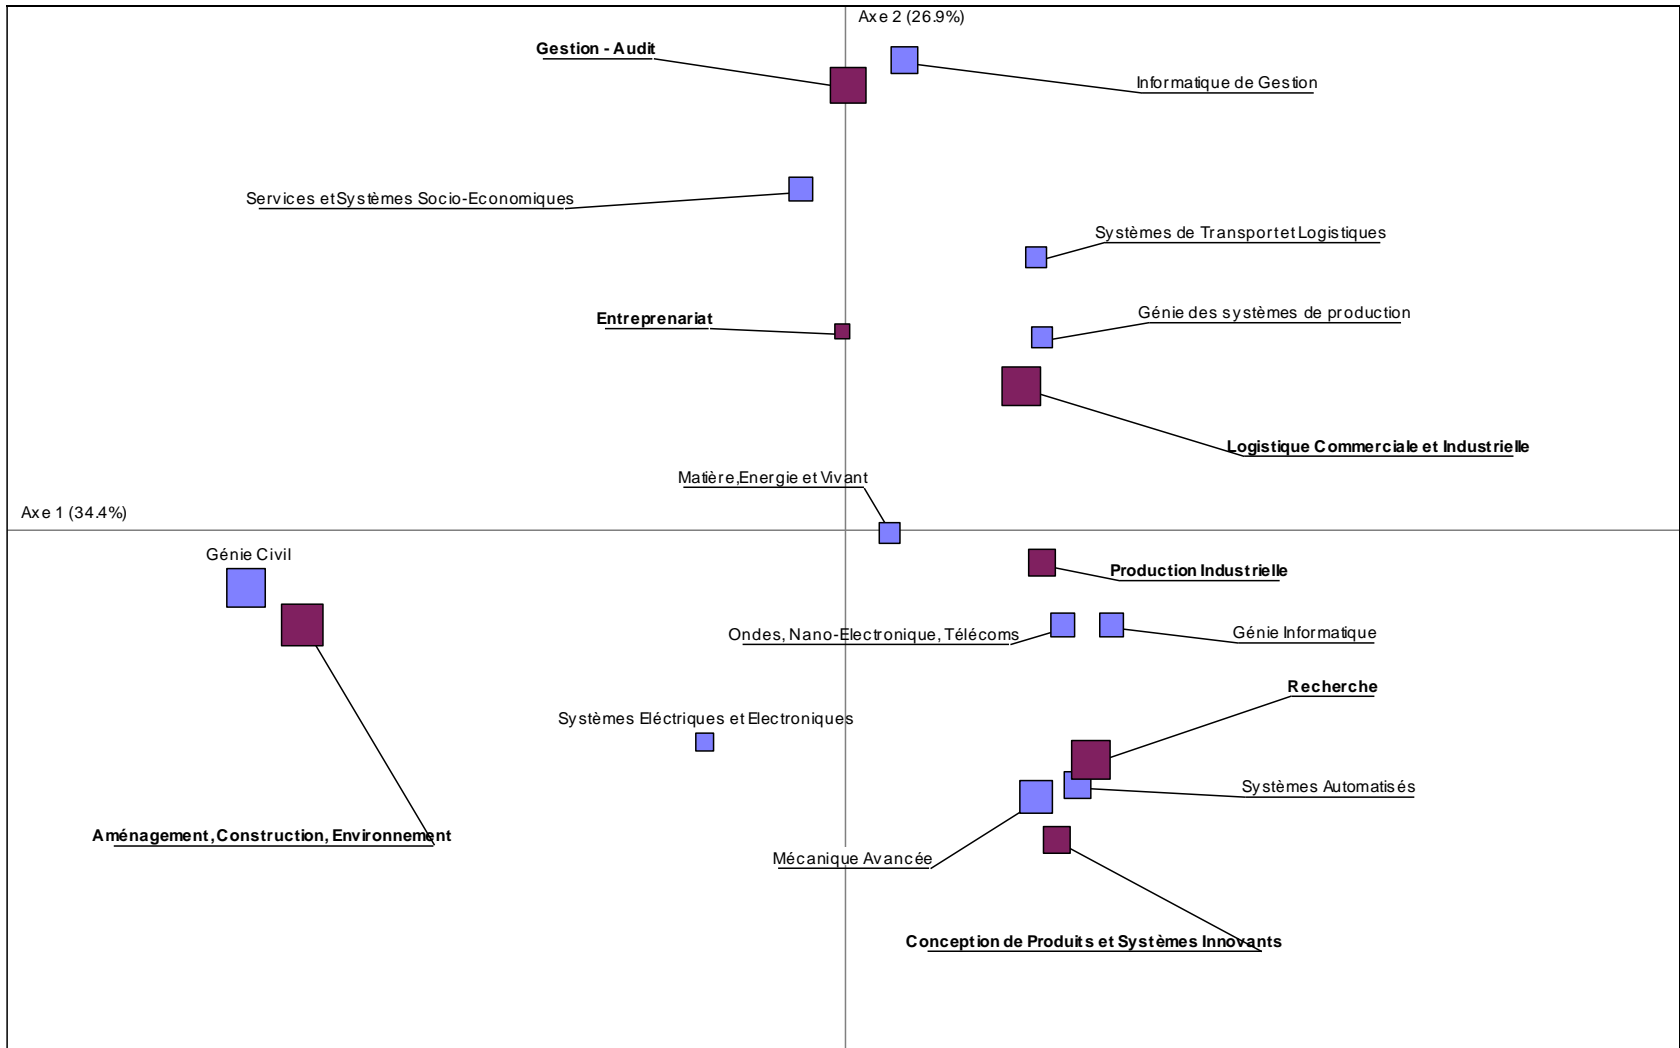 Axe 2 (26.9%)
Gestion - Audit
Informatique de Gestion
Services et Systèmes Socio-Economiques
Systèmes de Transport et Logistiques
Entreprenariat
Génie des systèmes de production
Logistique Commerciale et Industrielle
Matière, Energie et Vivant
Axe 1 (34.4%)
Génie Civil
Production Industrielle
Ondes, Nano-Electronique, Télécoms
Génie Informatique
Recherche
Systèmes Eléctriques et Electroniques
Systèmes Automatisés
Aménagement, Construction, Environnement
Mécanique Avancée
Conception de Produits et Systèmes Innovants